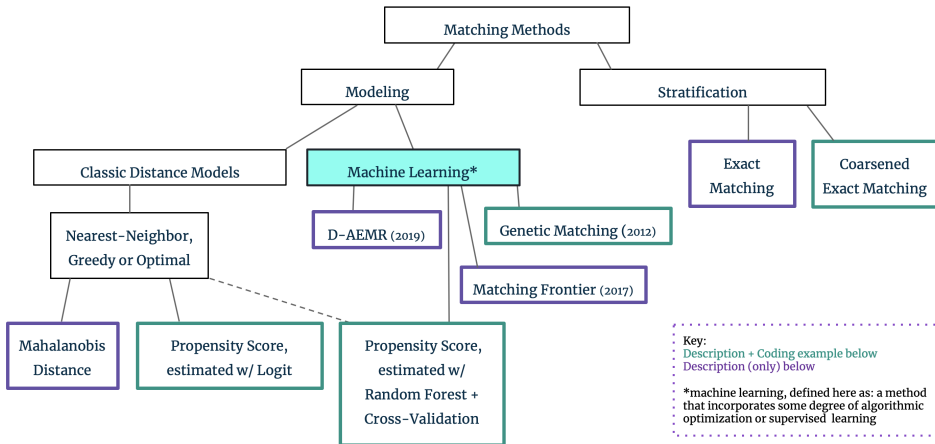 Matching Methods
Modeling
Stratification
Classic Distance Models
Machine Learning*
Exact
Matching
Coarsened
Exact Matching
Nearest-Neighbor,
Greedy or Optimal
D-AEMR (2019)
Genetic Matching (2012)
Matching Frontier (2017)
Mahalanobis
Distance
Propensity Score,
estimated w/ Logit
Propensity Score,
estimated w/
Random Forest +
Cross-Validation
Key:
Description + Coding example below
Description (only) below
*machine learning, defined here as: a method
that incorporates some degree of algorithmic
optimization or supervised learning